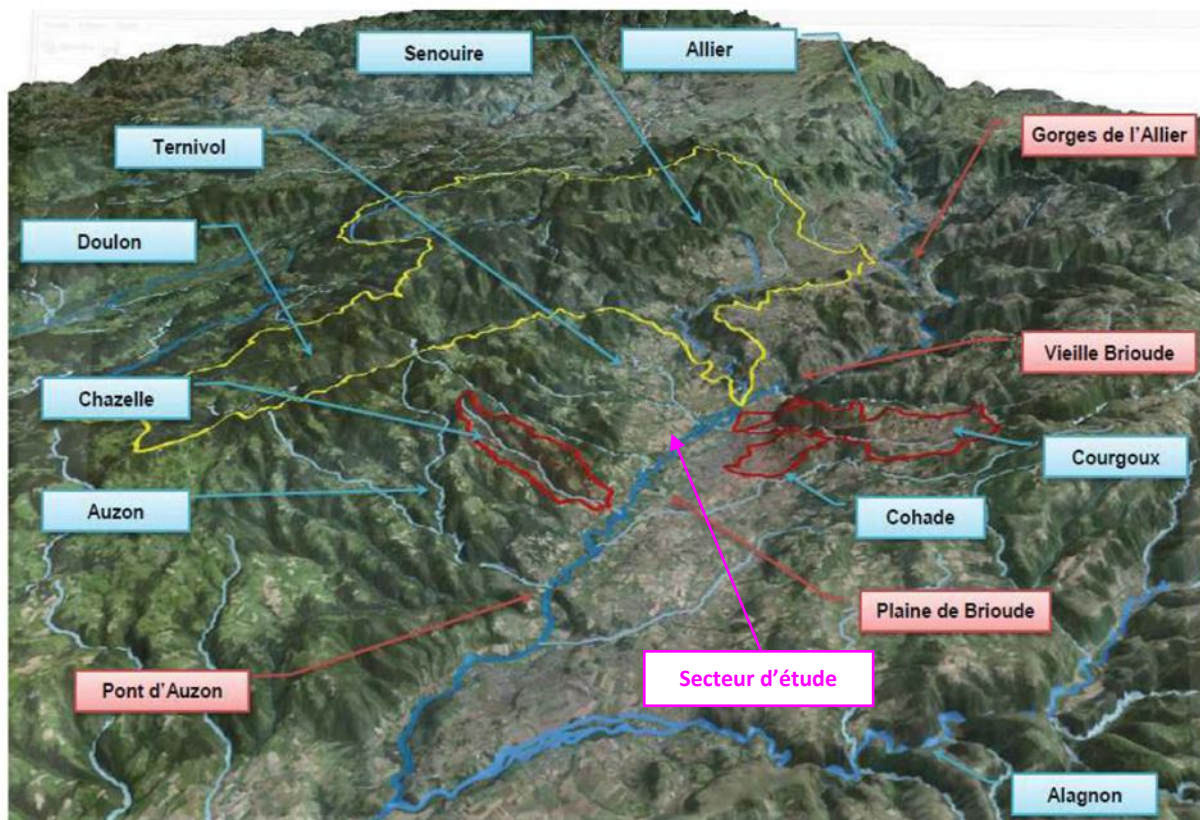 Senouire
Allier
Ternivol
Gorges de l'Allier
Doulon
Vieille Brioude
Chazelle
Courgoux
Auzon
Cohade
Plaine de Brioude
Secteur d'étude
Pont d'Auzon
Alagnon